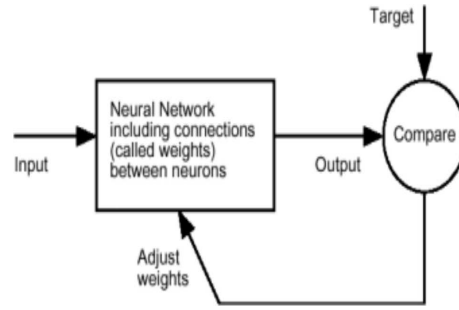 Target
Neural Network
including connections
(called weights)
between neurons
Compare
Input
Output
Adjust
weights